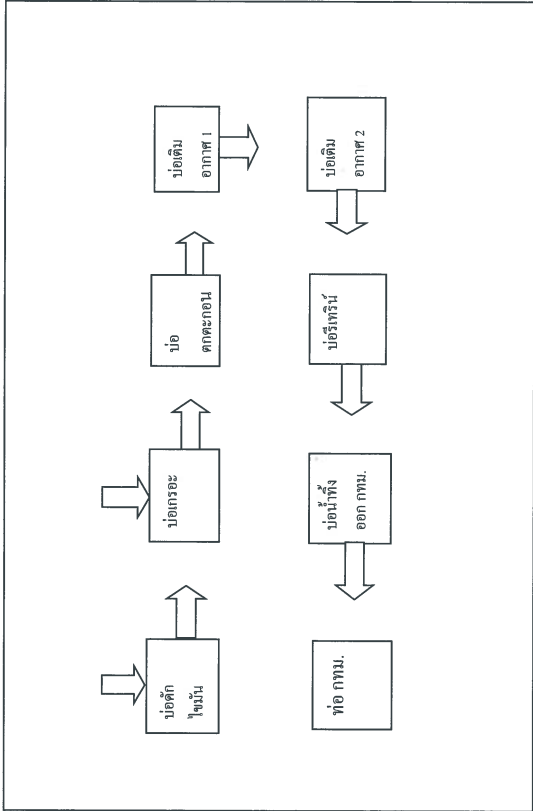 บ่อดัก
ไขมัน
บ่อเกรอะ
บ่อ
ตกตะกอน
บ่อเติม
อากาศ 1
บ่อเติม
อากาศ 2
บ่อรีเทิร์น
บ่อน้ำทิ้ง
ออก กทม.
ท่อ กทม.